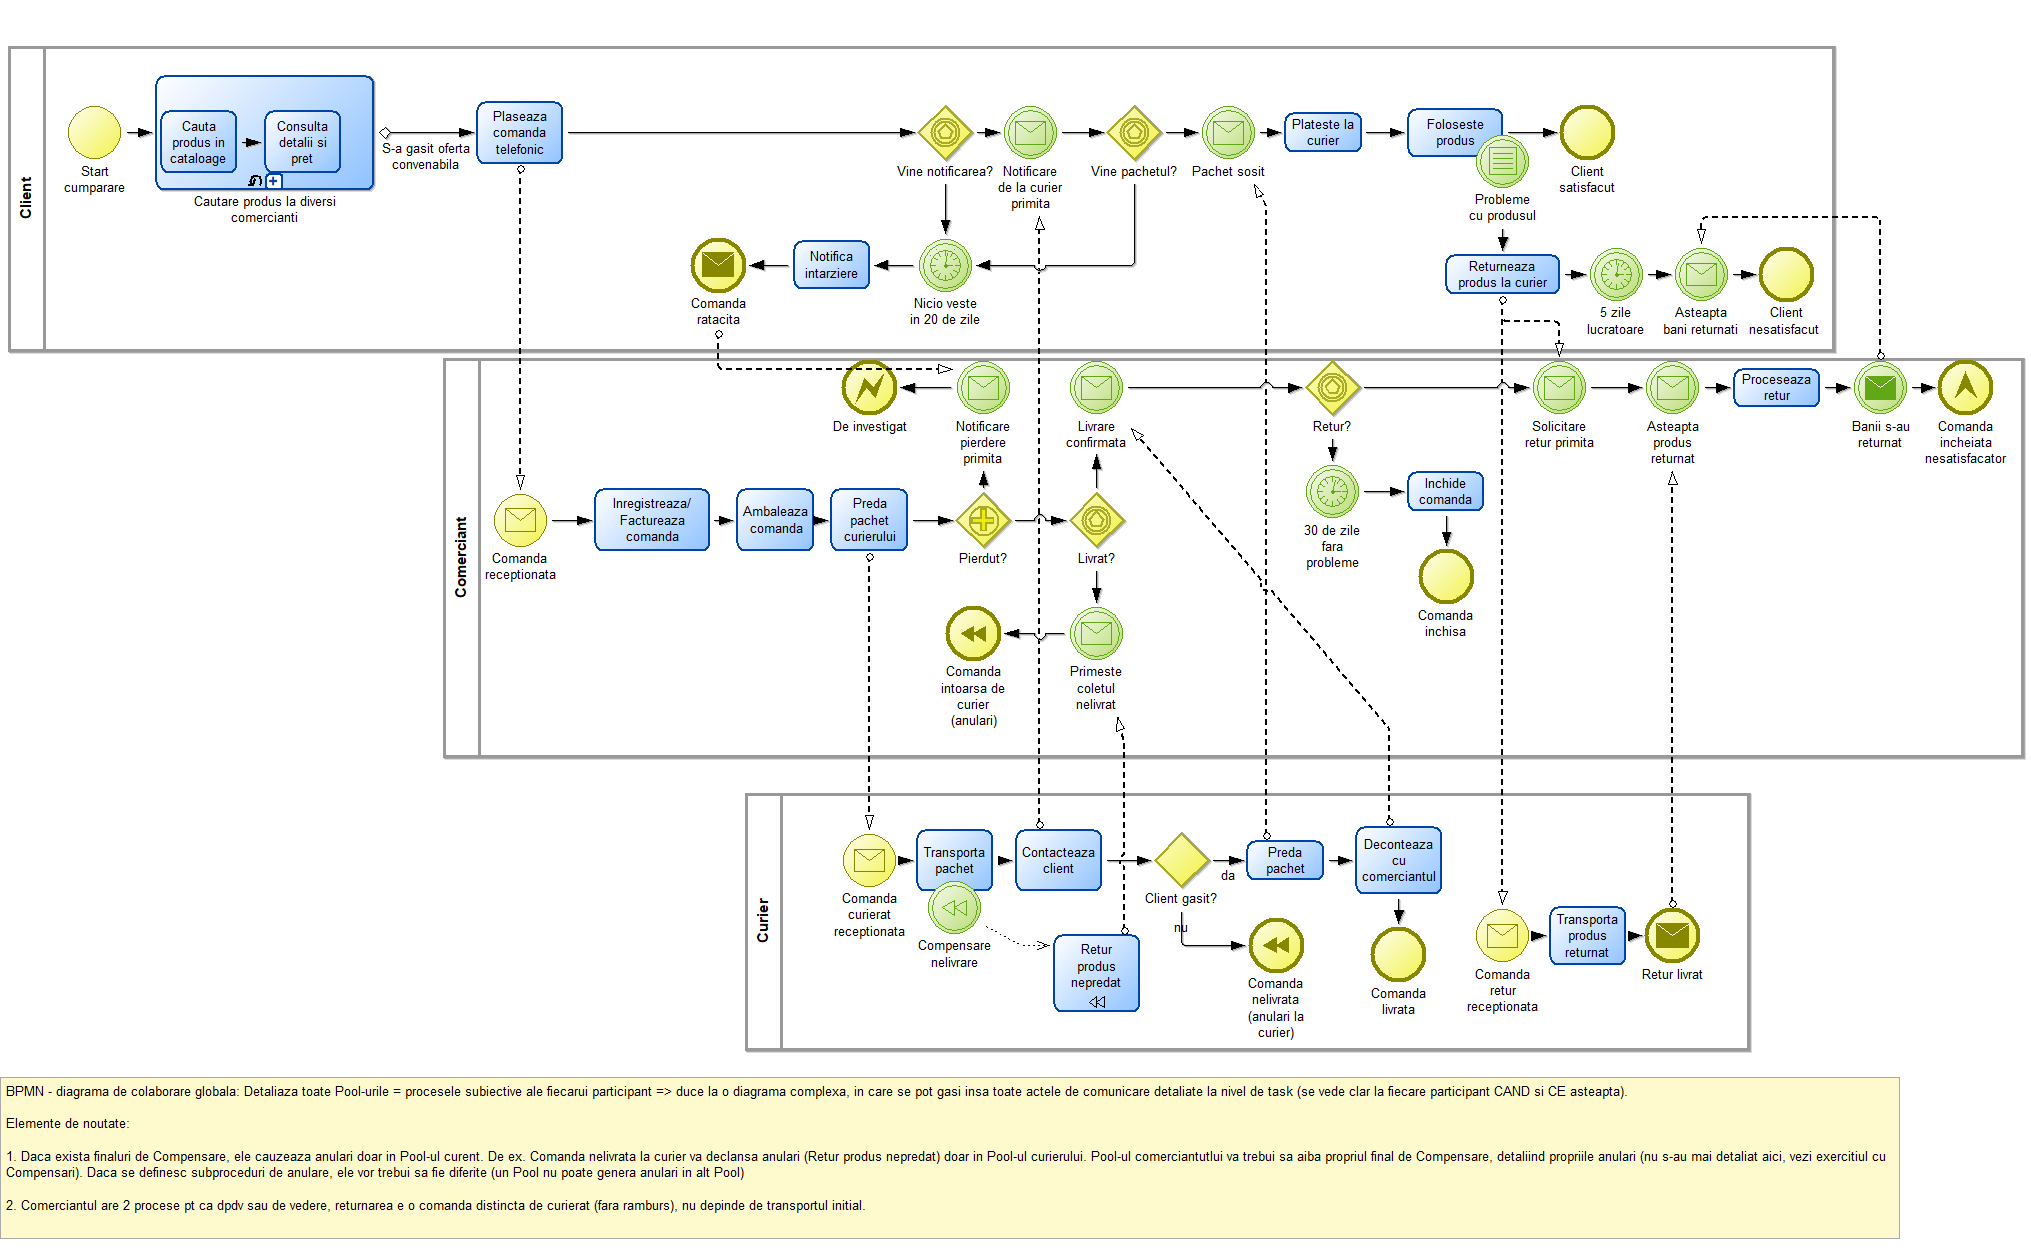 Client
Start
cumparare
Cauta
produs in
cataloage
Consulta
detalii si
pret
Cautare produs la diversi
comercianti
S-a gasit oferta
convenabila
Plaseaza
comanda
telefonic
Vine notificarea?
Notificare
de la curier
primita
Vine pachetul?
Pachet sosit
Plateste la
curier
Foloseste
produs
Probleme
cu produsul
Client
satisfacut
Comanda
ratacita
Notifica
intarziere
Nicio veste
in 20 de zile
Returneaza
produs la curier
5 zile
lucratoare
Asteapta
bani returnati
Client
nesatisfacut
Comerciant
De investigat
Notificare
pierdere
primita
Livrare
confirmata
Retur?
Solicitare
retur primita
Asteapta
produs
returnat
Proceseaza
retur
Banii s-au
returnat
Comanda
incheiata
nesatisfacator
Comanda
receptionata
Inregistreaza/
Factureaza
comanda
Ambaleaza
comanda
Preda
pachet
curierului
Pierdut?
Livrat?
30 de zile
fara
probleme
Inchide
comanda
Comanda
inchisa
Comanda
intoarsa de
curier
(anulari)
Primeste
coletul
nelivrat
Curier
Comanda
curierat
receptionata
Transporta
pachet
Compensare
nelivrare
Contacteaza
client
Retur
produs
nepredat
Client gasit?
da
nu
Preda
pachet
Deconteaza
cu
comerciantul
Comanda
nelivrata
(anulari la
curier)
Comanda
livrata
Comanda
retur
receptionata
Transporta
produs
returnat
Retur livrat
BPMN - diagrama de colaborare globala: Detaliaza toate Pool-urile = procesele subiective ale fiecarui participant => duce la o diagrama complexa, in care se pot gasi insa toate actele de comunicare detaliate la nivel de task (se vede clar la fiecare participant CAND si CE asteapta).
Elemente de noutate:
1. Daca exista finaluri de Compensare, ele cauzeaza anulari doar in Pool-ul curent. De ex. Comanda nelivrata la curier va declansa anulari (Retur produs nepredat) doar in Pool-ul curierului. Pool-ul comerciantutlui va trebui sa aiba propriul final de Compensare, detaliind propriile anulari (nu s-au mai detaliat aici, vezi exercitiul cu
Compensari). Daca se definesc subproceduri de anulare, ele vor trebui sa fie diferite (un Pool nu poate genera anulari in alt Pool)
2. Comerciantul are 2 procese pt ca dpdv sau de vedere, returnarea e o comanda distincta de curierat (fara ramburs), nu depinde de transportul initial.